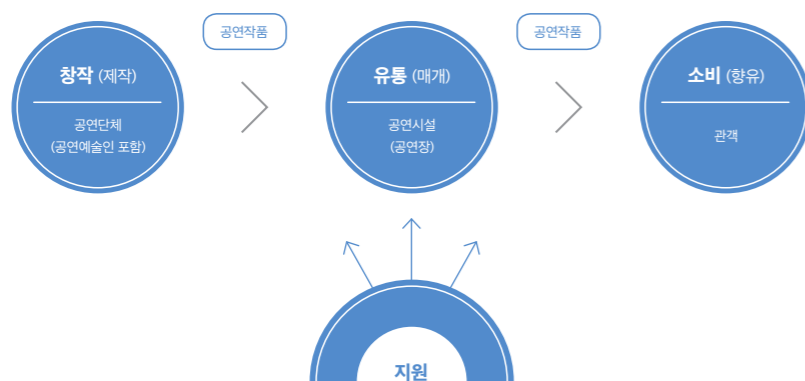 공연작품
공연작품
창작 (제작)
공연단체
(공연예술인 포함)
유통 (매개)
공연시설
(공연장)
소비 (향유)
관객
지원